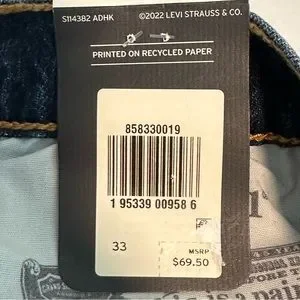 S114382 ADHK
©2022 LEVI STRAUSS & CO.
PRINTED ON RECYCLED PAPER
858330019
1 95339 00958 6
33
MSRP
$69.50